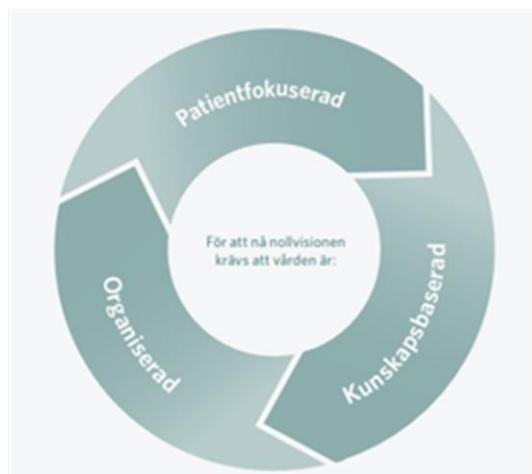 Patientfokuserad
För att nå nollvisionen
krävs att vården är:
Kunskapsbaserad
Organiserad